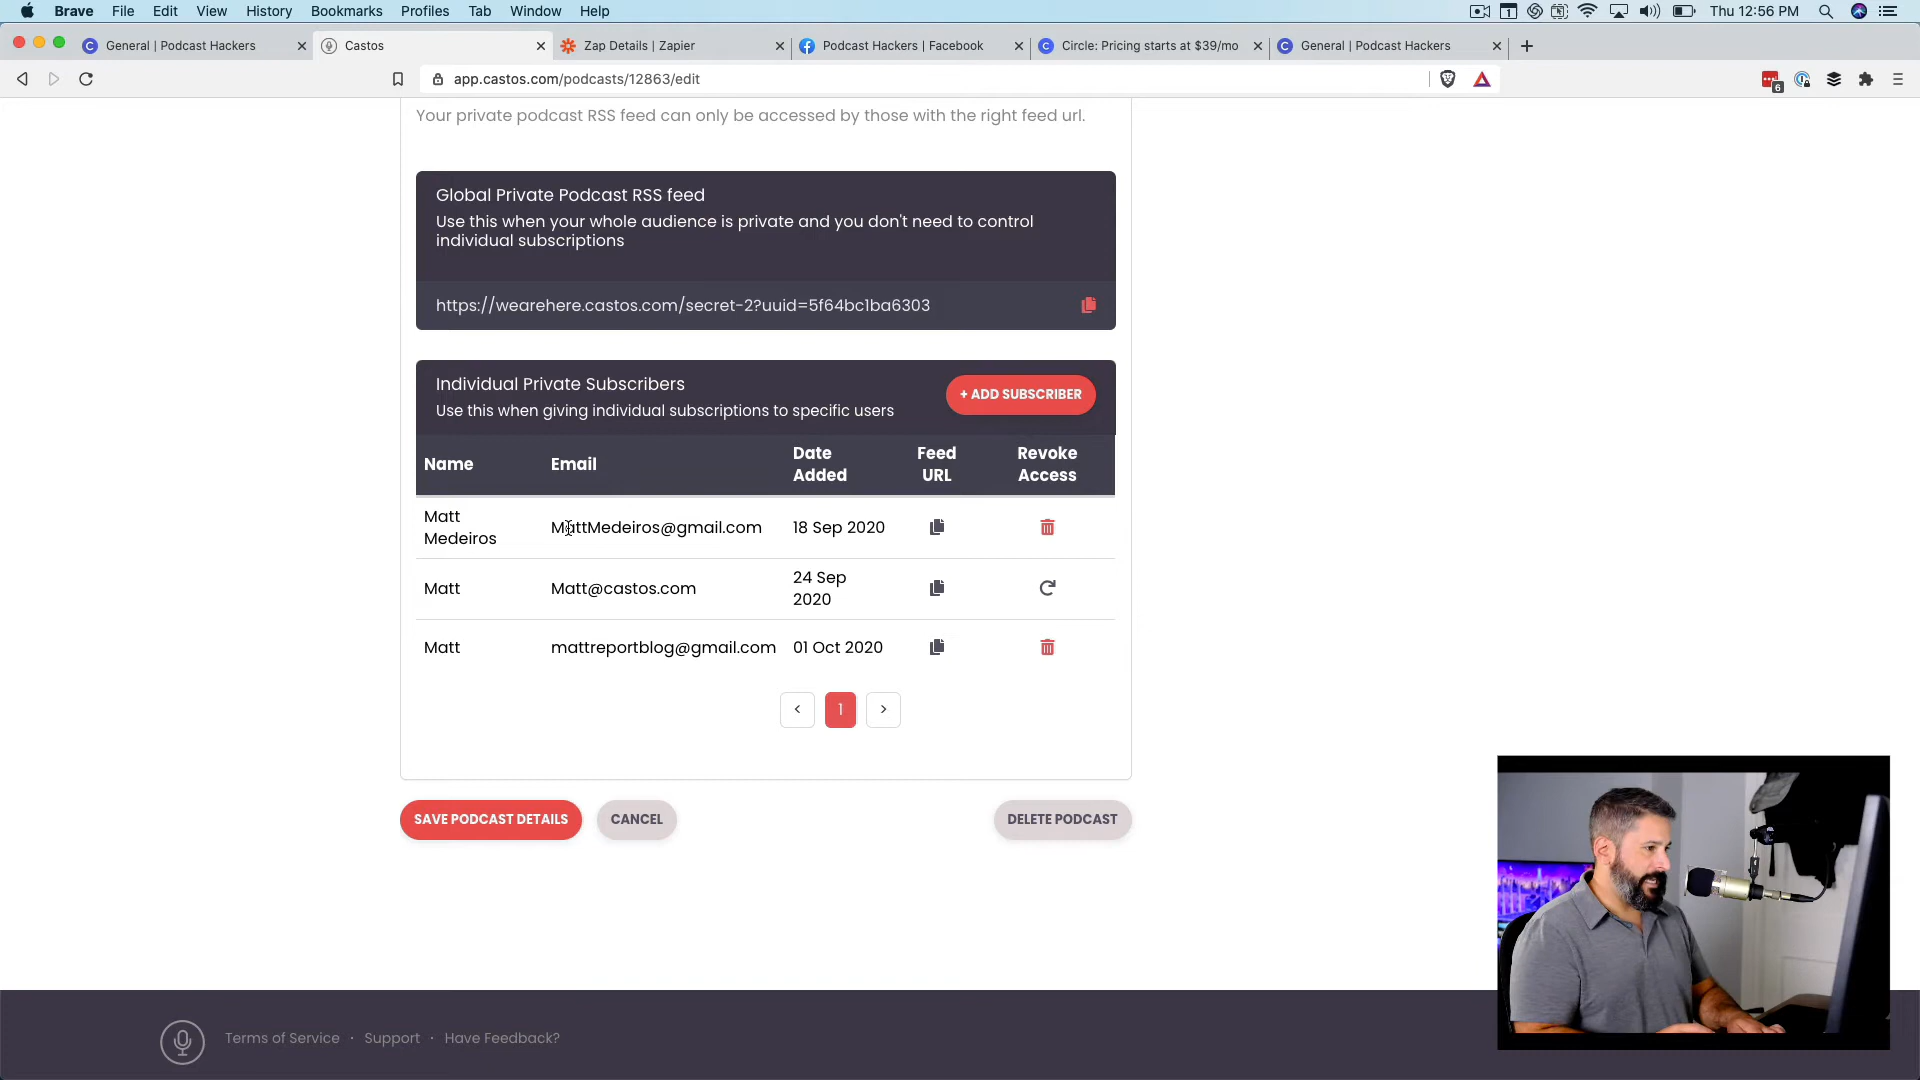 Brave File Edit View History Bookmarks Profiles Tab Window Help
1 Thu 12:56 PM
General | Podcast Hackers Castos Zap Details | Zapier Podcast Hackers | Facebook Circle: Pricing starts at $39/mo General | Podcast Hackers
app.castos.com/podcasts/12863/edit
6
Your private podcast RSS feed can only be accessed by those with the right feed url.
Global Private Podcast RSS feed
Use this when your whole audience is private and you don't need to control
individual subscriptions
https://wearehere.castos.com/secret-2?uuid=5f64bc1ba6303
Individual Private Subscribers
Use this when giving individual subscriptions to specific users
+ ADD SUBSCRIBER
Name Email Date Added Feed URL Revoke Access
Matt Medeiros MattMedeiros@gmail.com 18 Sep 2020
Matt Matt@castos.com 24 Sep 2020
Matt mattreportblog@gmail.com 01 Oct 2020
< 1 >
SAVE PODCAST DETAILS CANCEL DELETE PODCAST
Terms of Service · Support · Have Feedback?